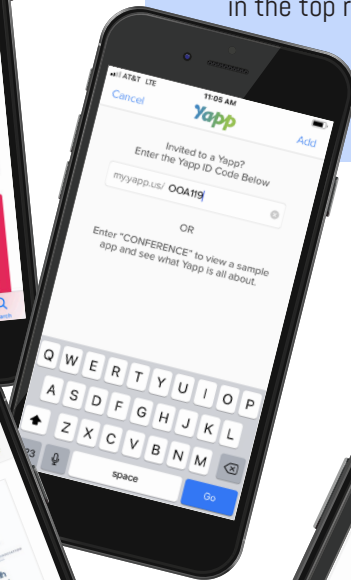 in the top r
AT&T LTE
11:05 AM
Cancel
Yapp
Add
Invited to a Yapp?
Enter the Yapp ID Code Below
my.yapp.us/ OOA119
OR
Enter "CONFERENCE" to view a sample
app and see what Yapp is all about.
Q W E R T Y U I O P
A S D F G H J K L
Z X C V B N M
space
Go